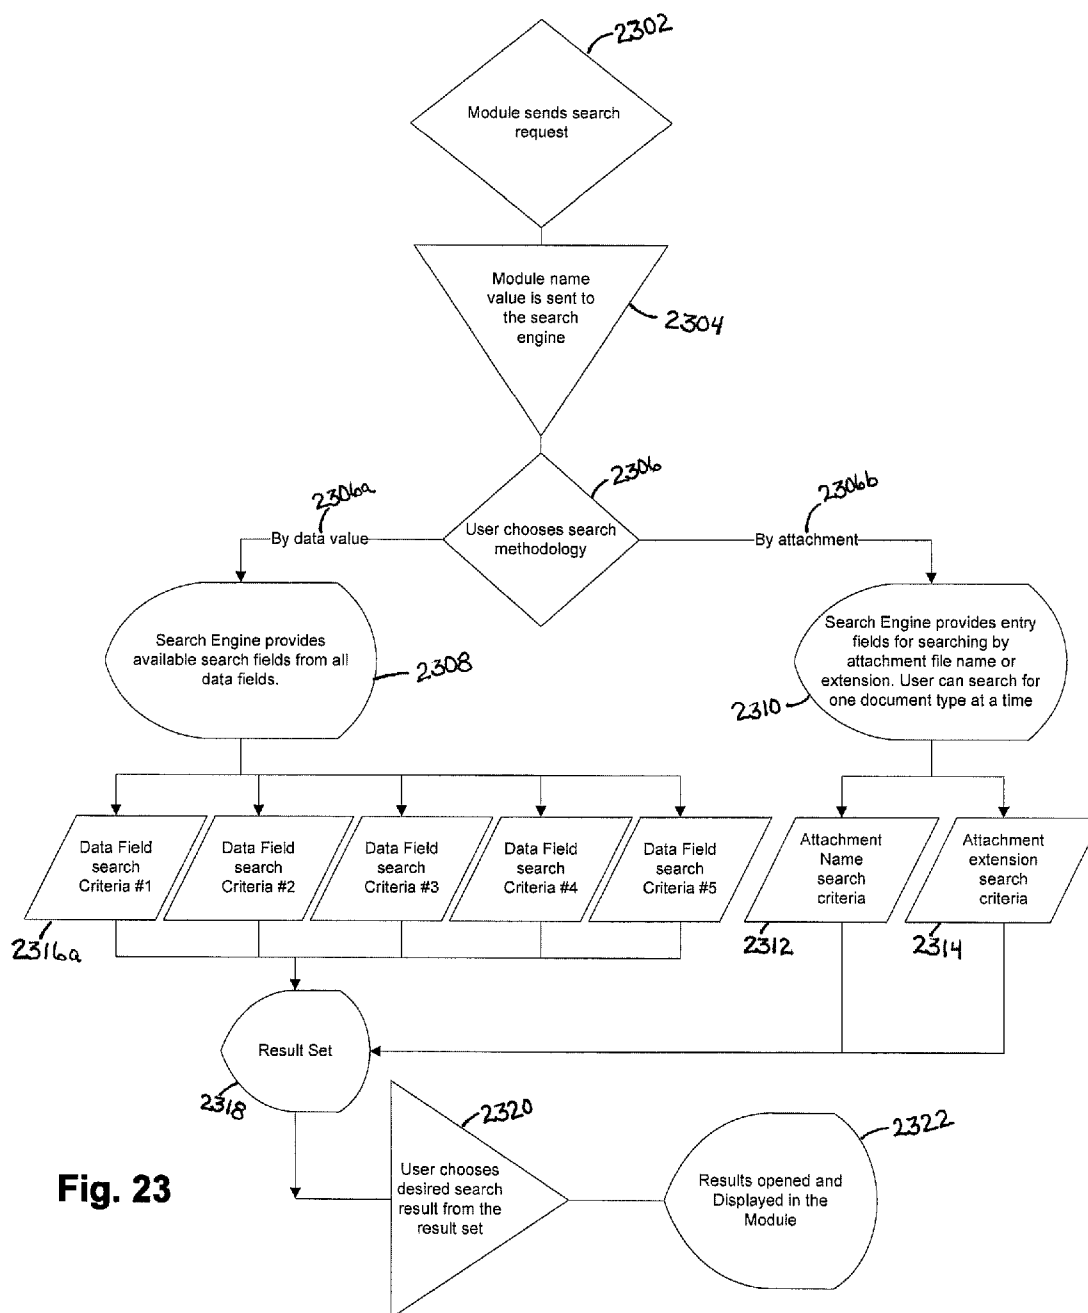 2302
Module sends search
request
Module name
value is sent to
the search
engine
2304
2306
2306a
2306b
User chooses search
methodology
By data value
By attachment
Search Engine provides
available search fields from all
data fields.
2308
Search Engine provides entry
fields for searching by
attachment file name or
extension. User can search for
one document type at a time
2310
Data Field
search
Criteria #1
Data Field
search
Criteria #2
Data Field
search
Criteria #3
Data Field
search
Criteria #4
Data Field
search
Criteria #5
Attachment
Name
search
criteria
Attachment
extension
search
criteria
2316a
2312
2314
Result Set
2318
2320
User chooses
desired search
result from the
result set
2322
Results opened and
Displayed in the
Module
Fig. 23